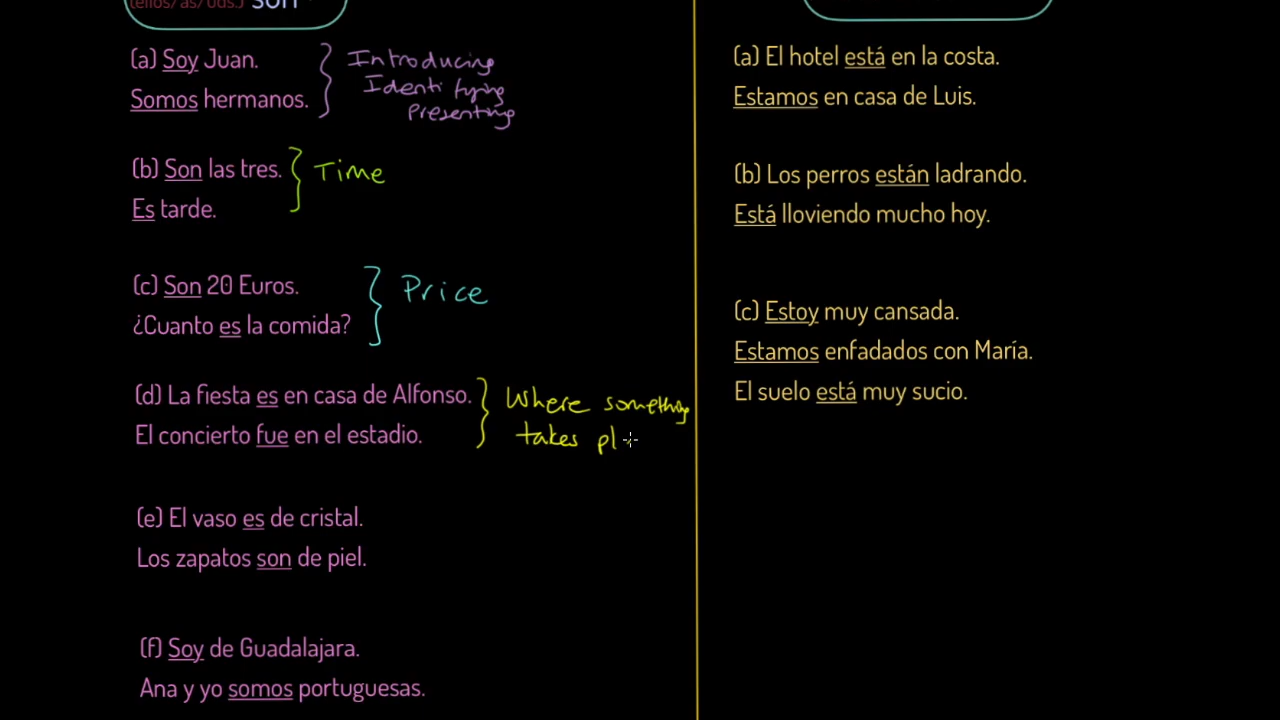 (ellos/as/uds.) son
(a) Soy Juan.
Somos hermanos.
Introducing
Identifying
Presenting
(b) Son las tres.
Es tarde.
Time
(c) Son 20 Euros.
¿Cuanto es la comida?
Price
(d) La fiesta es en casa de Alfonso.
El concierto fue en el estadio.
Where something
takes pl
(e) El vaso es de cristal.
Los zapatos son de piel.
(f) Soy de Guadalajara.
Ana y yo somos portuguesas.
(a) El hotel está en la costa.
Estamos en casa de Luis.
(b) Los perros están ladrando.
Está lloviendo mucho hoy.
(c) Estoy muy cansada.
Estamos enfadados con María.
El suelo está muy sucio.